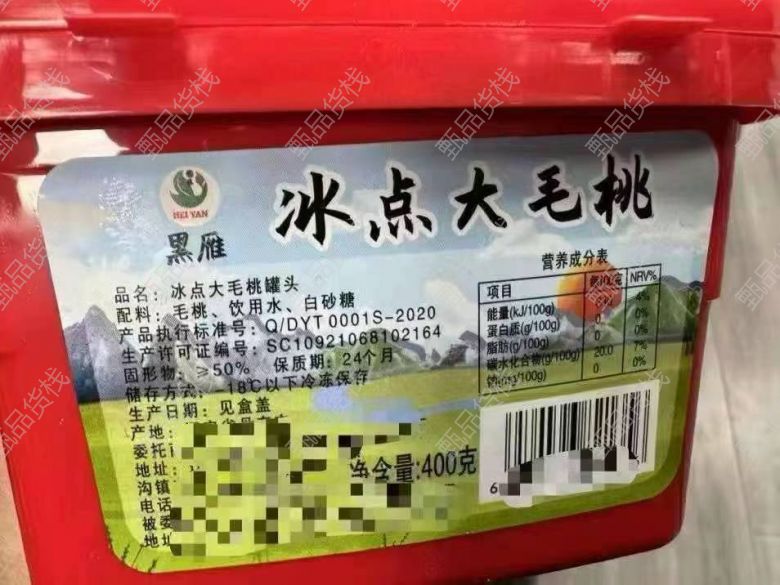 冰点大毛桃
HEI YAN
黑雁
品名：冰点大毛桃罐头
配料：毛桃、饮用水、白砂糖
产品执行标准号：Q/DYT 0001S-2020
生产许可证编号：SC10921068102164
固形物：≥50% 保质期：24个月
储存方式：-18℃以下冷冻保存
生产日期：见盒盖
产地：
委托
地址：
沟镇
电话
被委
地址
净含量:400克
营养成分表
项目 NRV%
能量(kJ/100g) 4%
蛋白质(g/100g) 0 0%
脂肪(g/100g) 0 0%
碳水化合物(g/100g) 20.0 7%
钠(mg/100g) 0 0%
6
甄品货栈